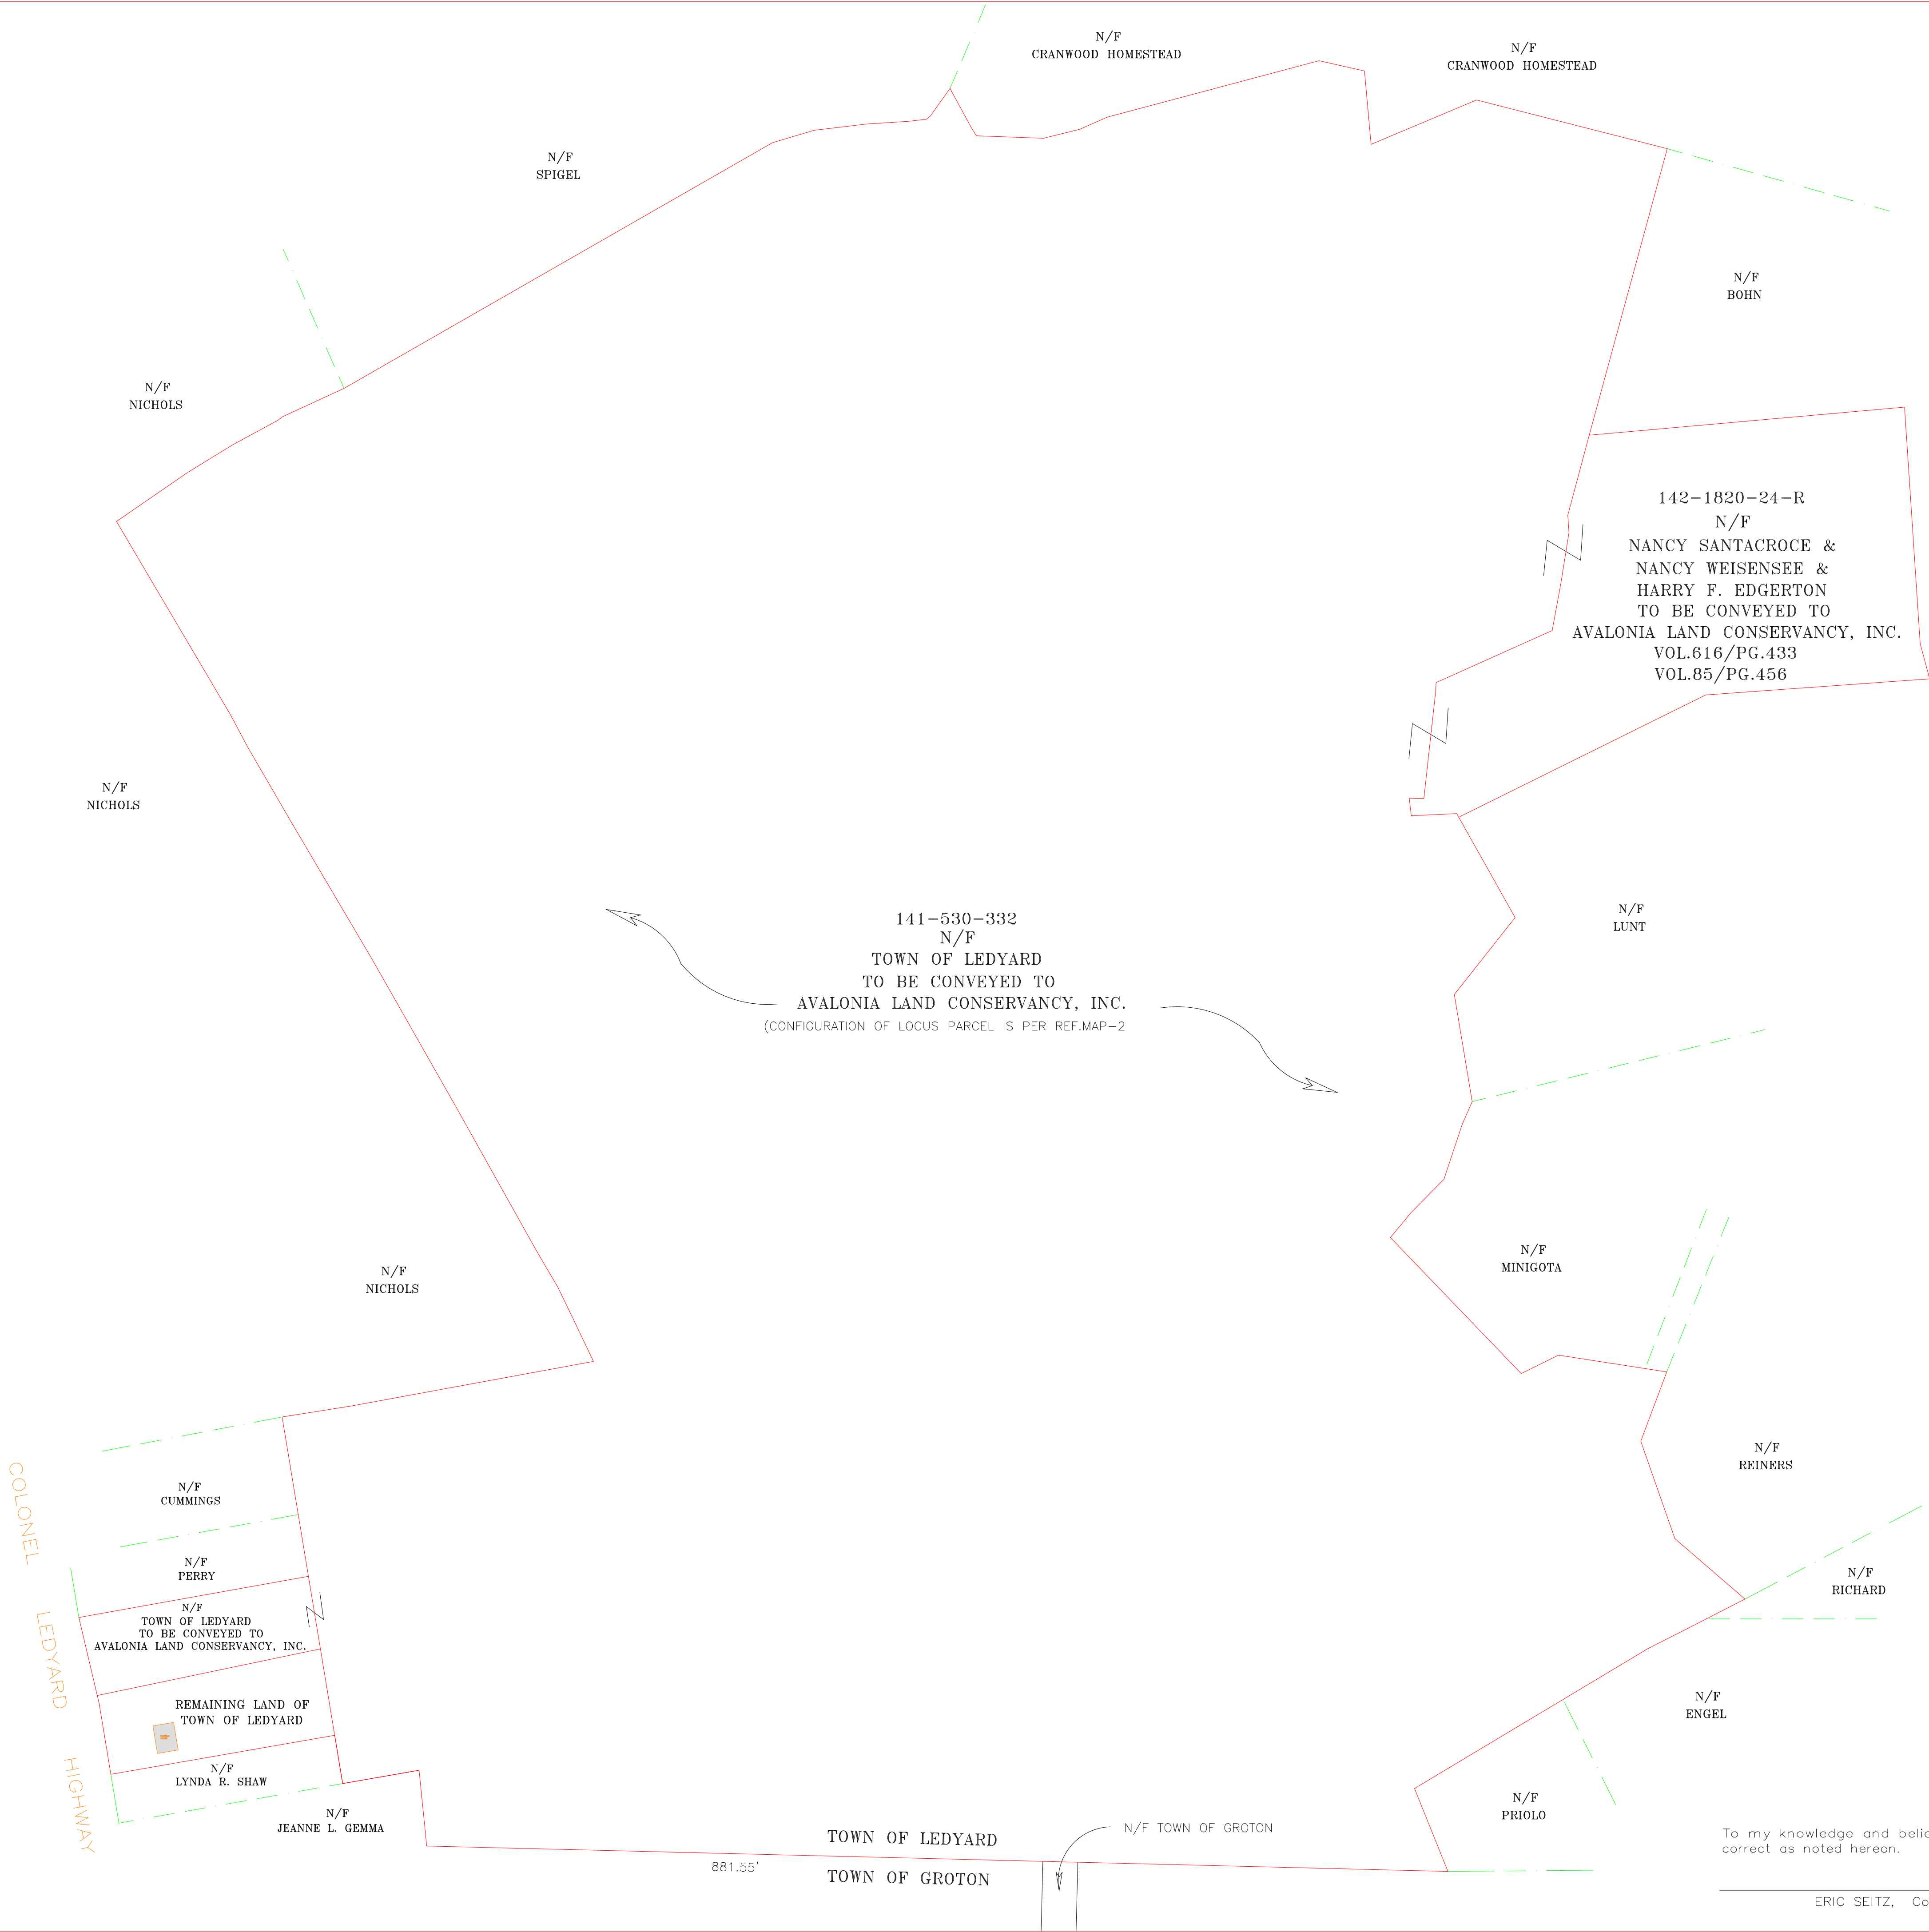 N/F
CRANWOOD HOMESTEAD
N/F
CRANWOOD HOMESTEAD
N/F
SPIGEL
N/F
BOHN
N/F
NICHOLS
142-1820-24-R
N/F
NANCY SANTACROCE &
NANCY WEISENSEE &
HARRY F. EDGERTON
TO BE CONVEYED TO
AVALONIA LAND CONSERVANCY, INC.
VOL.616/PG.433
VOL.85/PG.456
N/F
NICHOLS
141-530-332
N/F
TOWN OF LEDYARD
TO BE CONVEYED TO
AVALONIA LAND CONSERVANCY, INC.
(CONFIGURATION OF LOCUS PARCEL IS PER REF.MAP-2
N/F
LUNT
N/F
MINIGOTA
N/F
NICHOLS
N/F
REINERS
COLONEL LEDYARD HIGHWAY
N/F
CUMMINGS
N/F
PERRY
N/F
TOWN OF LEDYARD
TO BE CONVEYED TO
AVALONIA LAND CONSERVANCY, INC.
REMAINING LAND OF
TOWN OF LEDYARD
N/F
LYNDA R. SHAW
N/F
JEANNE L. GEMMA
N/F
RICHARD
N/F
ENGEL
N/F
PRIOLO
TOWN OF LEDYARD
N/F TOWN OF GROTON
881.55'
TOWN OF GROTON
To my knowledge and belie
correct as noted hereon.
ERIC SEITZ, Co